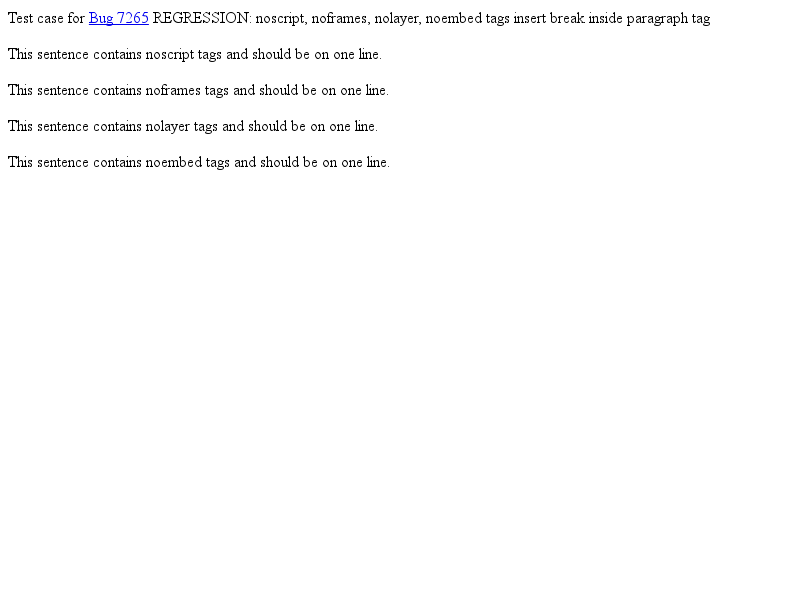 Test case for Bug 7265 REGRESSION: noscript, noframes, nolayer, noembed tags insert break inside paragraph tag
This sentence contains noscript tags and should be on one line.
This sentence contains noframes tags and should be on one line.
This sentence contains nolayer tags and should be on one line.
This sentence contains noembed tags and should be on one line.